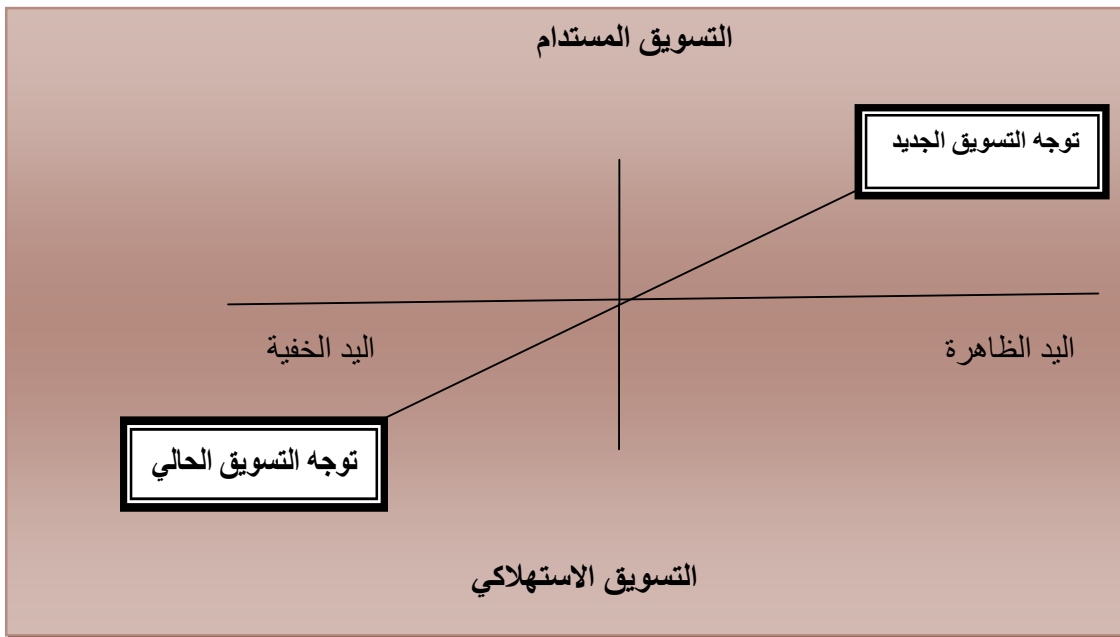 التسويق المستدام
توجه التسويق الجديد
اليد الظاهرة
اليد الخفية
توجه التسويق الحالي
التسويق الاستهلاكي